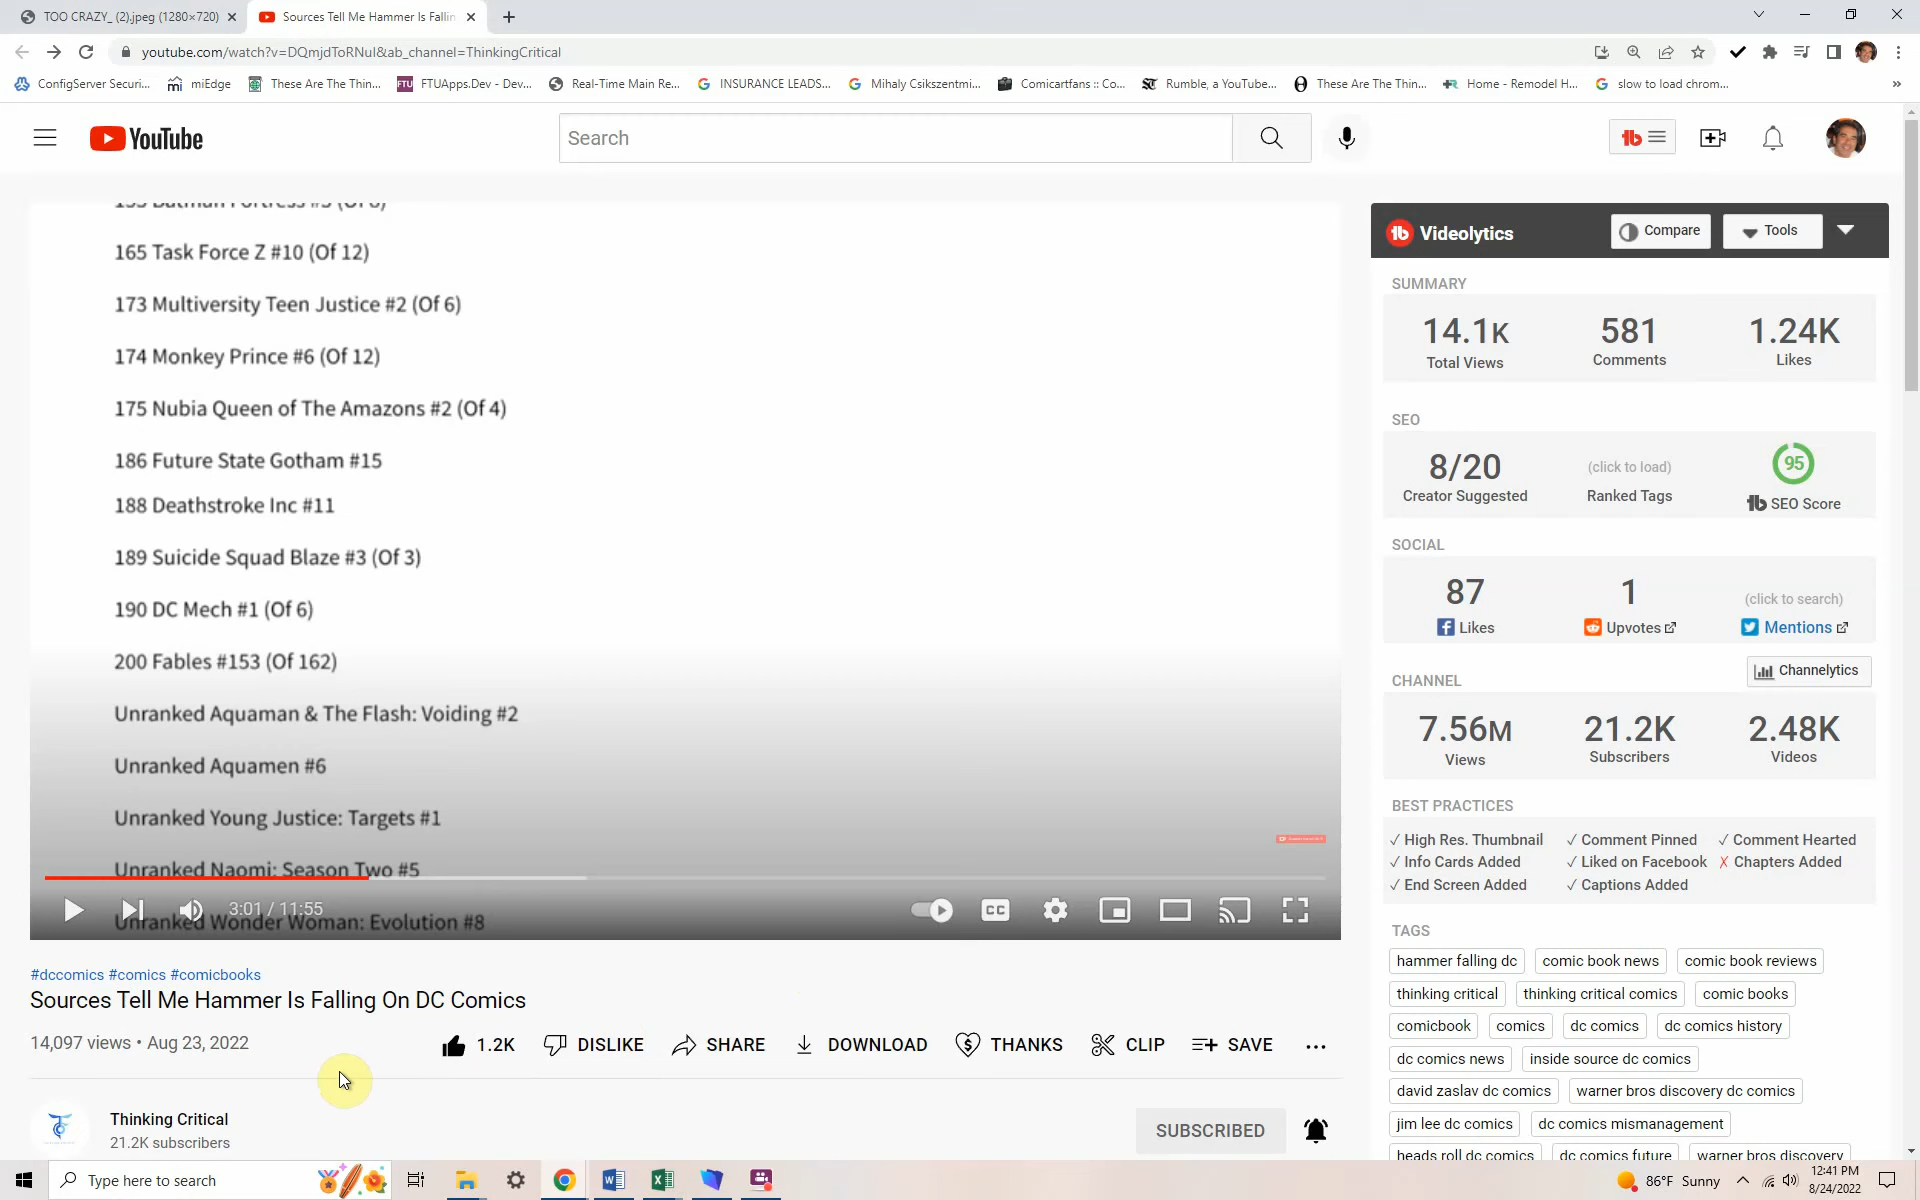 TOO CRAZY_ (2).jpeg (1280×720)
Sources Tell Me Hammer Is Fallin
youtube.com/watch?v=DQmjdToRNuI&ab_channel=ThinkingCritical
ConfigServer Securi...
miEdge
These Are The Thin...
FTU
FTUApps.Dev - Dev...
Real-Time Main Re...
INSURANCE LEADS...
Mihaly Csikszentmi...
Comicartfans :: Co...
Rumble, a YouTube...
These Are The Thin...
Home - Remodel H...
slow to load chrom...
YouTube
Search
155 Batman Fortress #3 (Of 8)
165 Task Force Z #10 (Of 12)
173 Multiversity Teen Justice #2 (Of 6)
174 Monkey Prince #6 (Of 12)
175 Nubia Queen of The Amazons #2 (Of 4)
186 Future State Gotham #15
188 Deathstroke Inc #11
189 Suicide Squad Blaze #3 (Of 3)
190 DC Mech #1 (Of 6)
200 Fables #153 (Of 162)
Unranked Aquaman & The Flash: Voiding #2
Unranked Aquamen #6
Unranked Young Justice: Targets #1
Unranked Naomi: Season Two #5
Unranked Wonder Woman: Evolution #8
3:01 / 11:55
CC
#dccomics #comics #comicbooks
Sources Tell Me Hammer Is Falling On DC Comics
14,097 views • Aug 23, 2022
1.2K
DISLIKE
SHARE
DOWNLOAD
THANKS
CLIP
SAVE
Thinking Critical
21.2K subscribers
SUBSCRIBED
Videolytics
Compare
Tools
SUMMARY
14.1K
Total Views
581
Comments
1.24K
Likes
SEO
8/20
Creator Suggested
(click to load)
Ranked Tags
95
SEO Score
SOCIAL
87
Likes
1
Upvotes
(click to search)
Mentions
CHANNEL
Channelytics
7.56M
Views
21.2K
Subscribers
2.48K
Videos
BEST PRACTICES
✓ High Res. Thumbnail
✓ Comment Pinned
✓ Comment Hearted
✓ Info Cards Added
✓ Liked on Facebook
✗ Chapters Added
✓ End Screen Added
✓ Captions Added
TAGS
hammer falling dc
comic book news
comic book reviews
thinking critical
thinking critical comics
comic books
comicbook
comics
dc comics
dc comics history
dc comics news
inside source dc comics
david zaslav dc comics
warner bros discovery dc comics
jim lee dc comics
dc comics mismanagement
heads roll dc comics
dc comics future
warner bros discovery
Type here to search
86°F Sunny
12:41 PM
8/24/2022